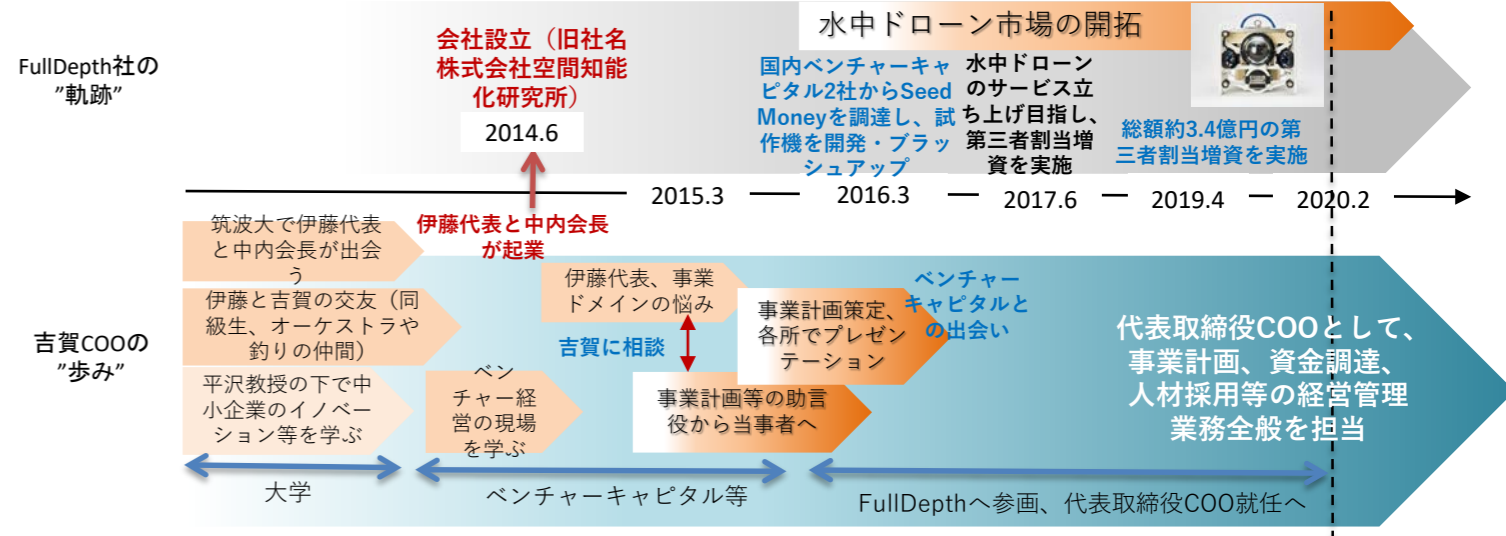 水中ドローン市場の開拓
FullDepth社の
”軌跡”
会社設立（旧社名
株式会社空間知能
化研究所）
2014.6
国内ベンチャーキャ
ピタル2社からSeed
Moneyを調達し、試
作機を開発・ブラッ
シュアップ
水中ドローン
のサービス立
ち上げ目指し、
第三者割当増
資を実施
総額約3.4億円の第
三者割当増資を実施
2015.3
2016.3
2017.6
2019.4
2020.2
吉賀COOの
”歩み”
筑波大で伊藤代表
と中内会長が出会
う
伊藤代表と中内会長
が起業
伊藤と吉賀の交友（同
級生、オーケストラや
釣りの仲間）
平沢教授の下で中
小企業のイノベー
ション等を学ぶ
ベン
チャー経
営の現場
を学ぶ
伊藤代表、事業
ドメインの悩み
吉賀に相談
事業計画等の助言
役から当事者へ
事業計画策定、
各所でプレゼン
テーション
ベンチャー
キャピタルと
の出会い
代表取締役COOとして、
事業計画、資金調達、
人材採用等の経営管理
業務全般を担当
大学
ベンチャーキャピタル等
FullDepthへ参画、代表取締役COO就任へ